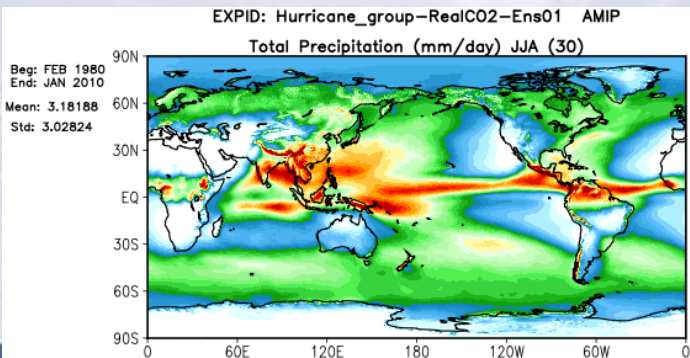 EXPID: Hurricane_group-RealCO2-Ens01 AMIP
Total Precipitation (mm/day) JJA (30)
Beg: FEB 1980
End: JAN 2010
Mean: 3.18188
Std: 3.02824
90N
60N
30N
EQ
30S
60S
90S
0 60E 120E 180 120W 60W 0